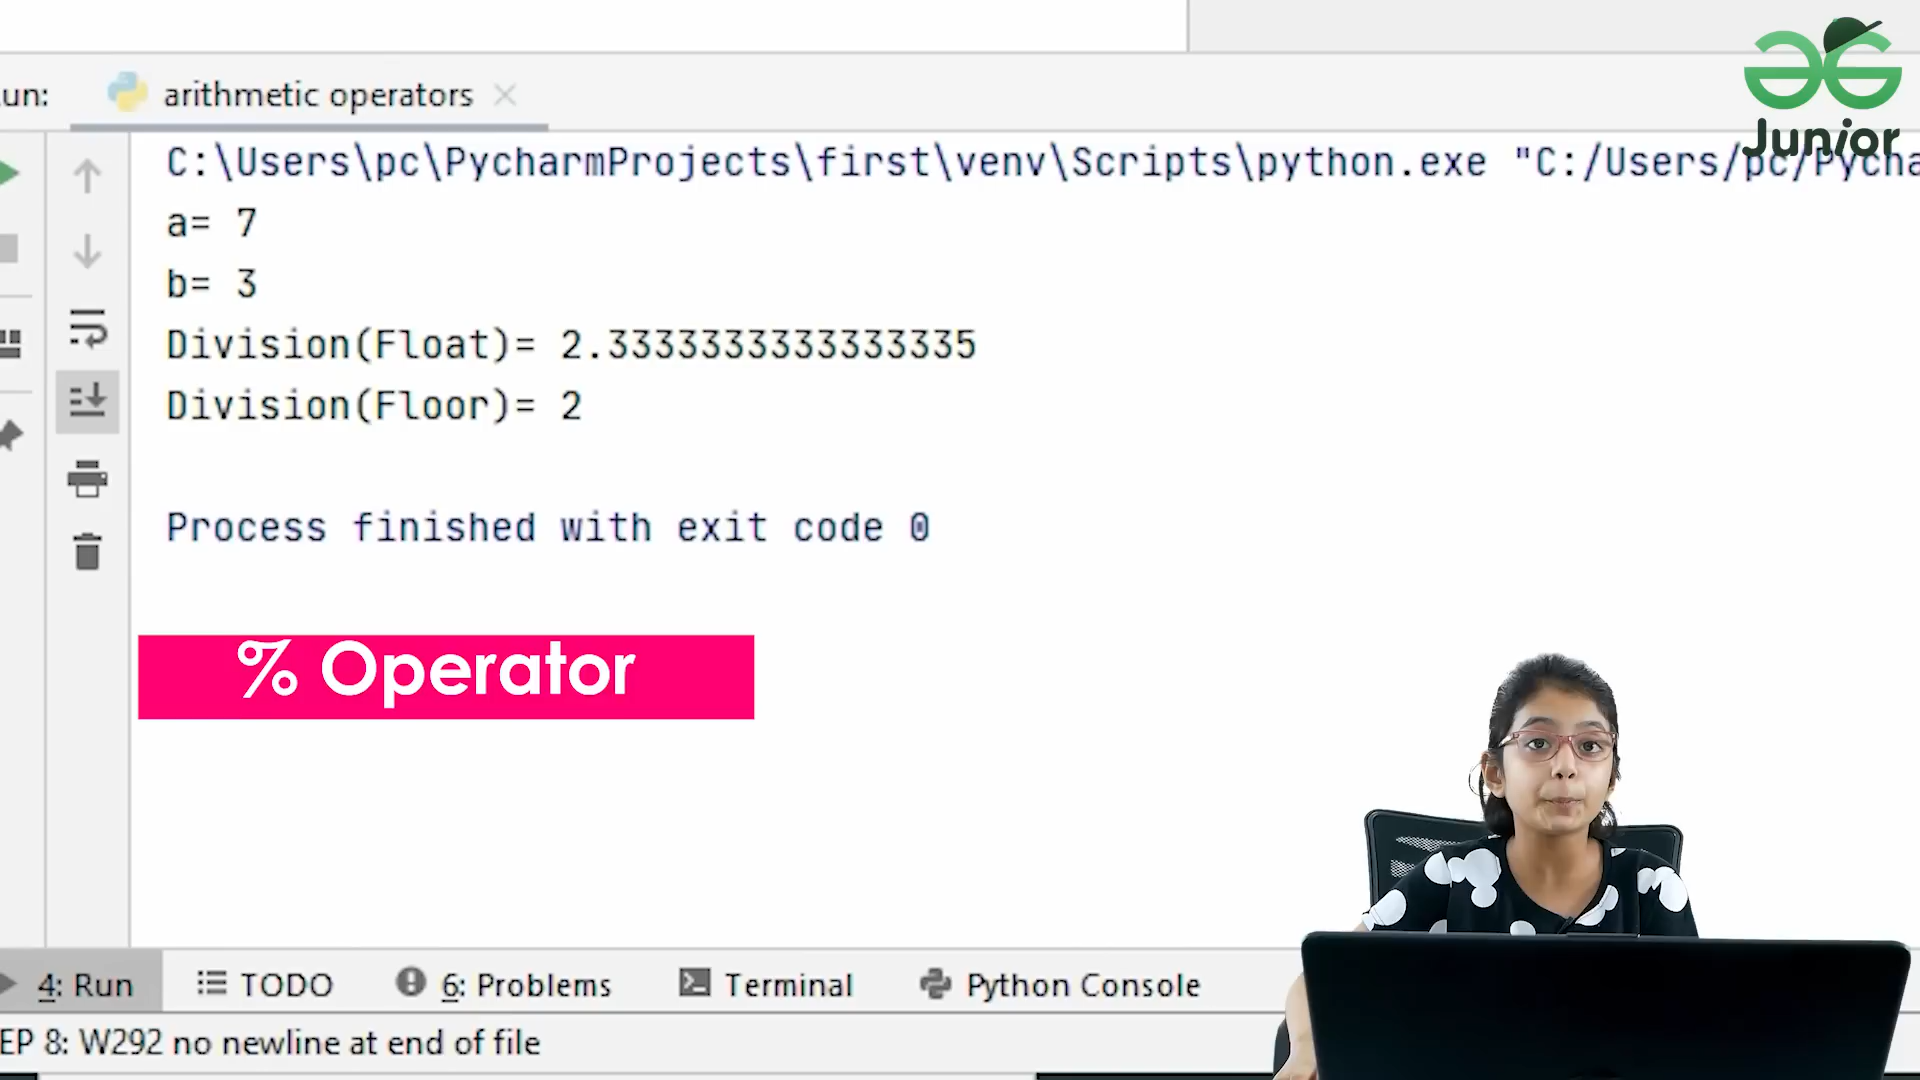 un:
arithmetic operators
Junior
C:\Users\pc\PycharmProjects\first\venv\Scripts\python.exe "C:/Users/pc/Pycha
a= 7
b= 3
Division(Float)= 2.3333333333333335
Division(Floor)= 2
Process finished with exit code 0
% Operator
4: Run TODO 6: Problems Terminal Python Console
EP 8: W292 no newline at end of file